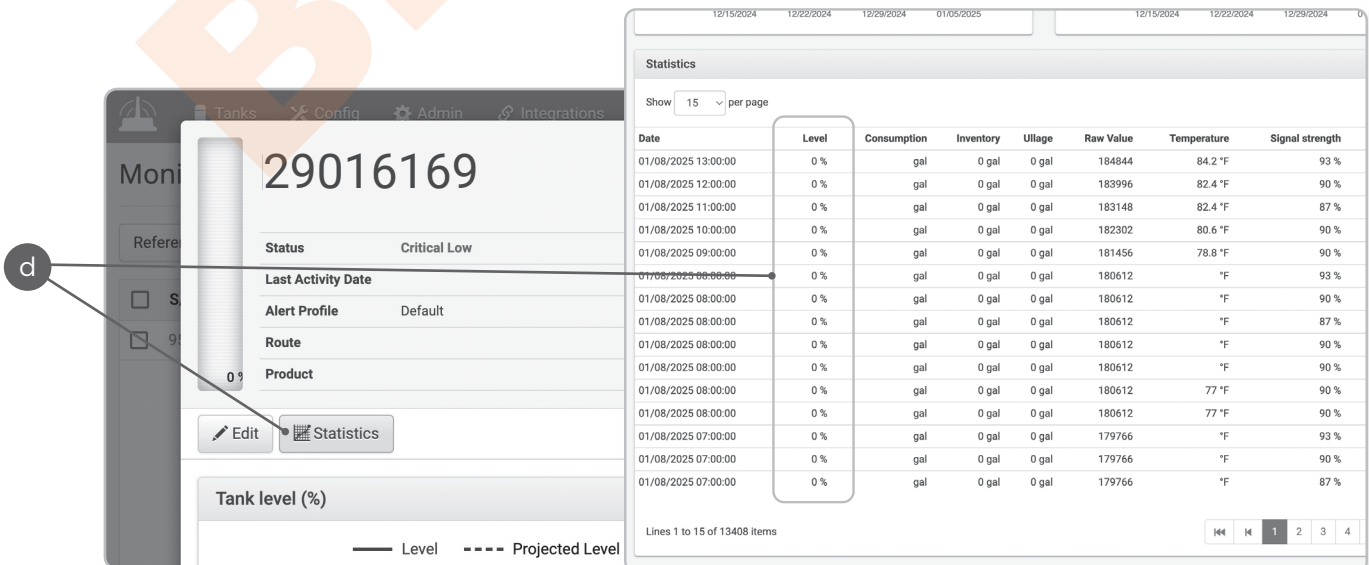 12/15/2024 12/22/2024 12/29/2024 01/05/2025 12/15/2024 12/22/2024 12/29/2024
Statistics
Show 15 per page
Date Level Consumption Inventory Ullage Raw Value Temperature Signal strength
01/08/2025 13:00:00 0 % gal 0 gal 0 gal 184844 84.2 °F 93 %
01/08/2025 12:00:00 0 % gal 0 gal 0 gal 183996 82.4 °F 90 %
01/08/2025 11:00:00 0 % gal 0 gal 0 gal 183148 82.4 °F 87 %
01/08/2025 10:00:00 0 % gal 0 gal 0 gal 182302 80.6 °F 90 %
01/08/2025 09:00:00 0 % gal 0 gal 0 gal 181456 78.8 °F 90 %
01/08/2025 08:00:00 0 % gal 0 gal 0 gal 180612 °F 93 %
01/08/2025 08:00:00 0 % gal 0 gal 0 gal 180612 °F 90 %
01/08/2025 08:00:00 0 % gal 0 gal 0 gal 180612 °F 87 %
01/08/2025 08:00:00 0 % gal 0 gal 0 gal 180612 °F 90 %
01/08/2025 08:00:00 0 % gal 0 gal 0 gal 180612 °F 90 %
01/08/2025 08:00:00 0 % gal 0 gal 0 gal 180612 77 °F 90 %
01/08/2025 08:00:00 0 % gal 0 gal 0 gal 180612 77 °F 90 %
01/08/2025 07:00:00 0 % gal 0 gal 0 gal 179766 °F 93 %
01/08/2025 07:00:00 0 % gal 0 gal 0 gal 179766 °F 90 %
01/08/2025 07:00:00 0 % gal 0 gal 0 gal 179766 °F 87 %
Lines 1 to 15 of 13408 items 1 2 3 4
Tanks Config Admin Integrations
Moni
29016169
Refere
Status Critical Low
d
Last Activity Date
Alert Profile Default
Route
0 % Product
Edit Statistics
Tank level (%)
Level Projected Level